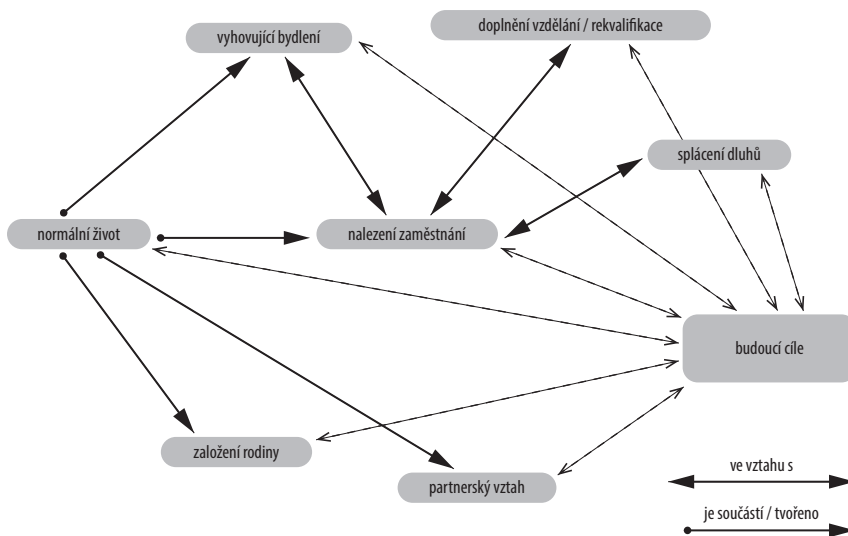 doplnění vzdělání / rekvalifikace
vyhovující bydlení
splácení dluhů
normální život
nalezení zaměstnání
budoucí cíle
založení rodiny
partnerský vztah
ve vztahu s
je součástí / tvořeno